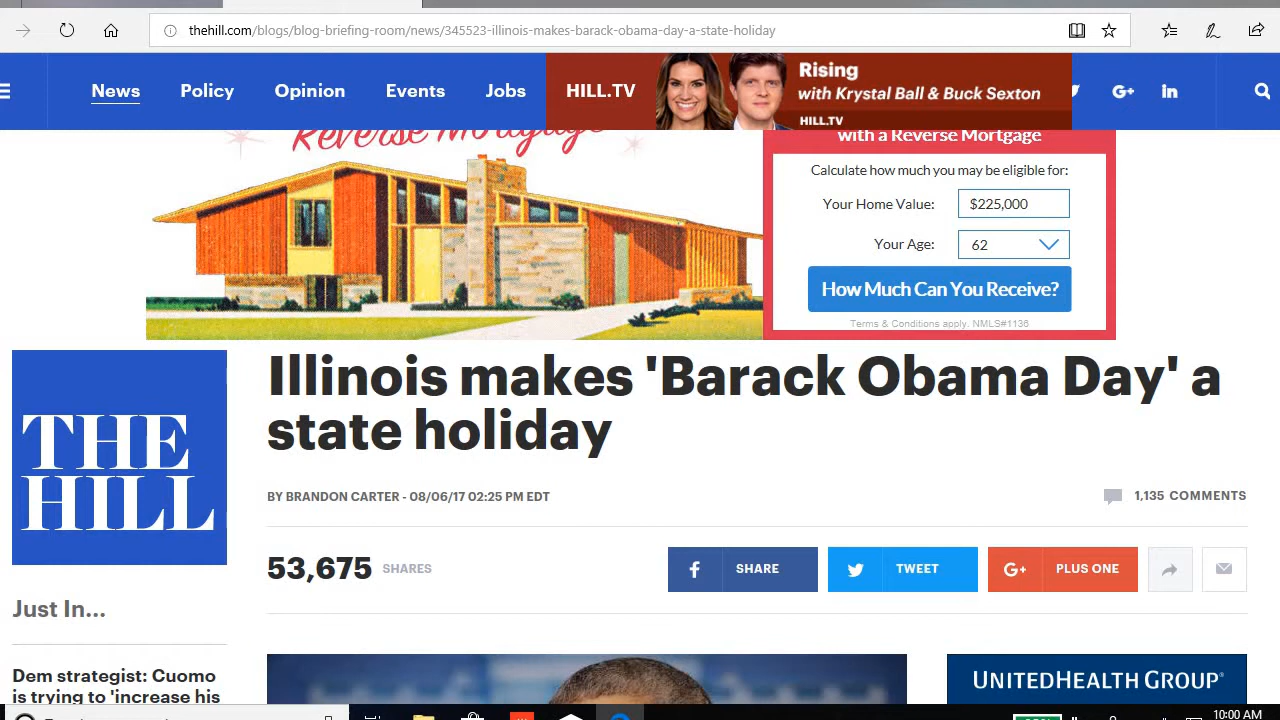 thehill.com/blogs/blog-briefing-room/news/345523-illinois-makes-barack-obama-day-a-state-holiday
News Policy Opinion Events Jobs HILL.TV
Rising
with Krystal Ball & Buck Sexton
HILL.TV
G+ in
Reverse Mortgage
with a Reverse Mortgage
Calculate how much you may be eligible for:
Your Home Value: $225,000
Your Age: 62
How Much Can You Receive?
Terms & Conditions apply. NMLS#1136
THE
HILL
Illinois makes 'Barack Obama Day' a
state holiday
BY BRANDON CARTER - 08/06/17 02:25 PM EDT
1,135 COMMENTS
53,675 SHARES
f SHARE
TWEET
G+ PLUS ONE
Just In...
Dem strategist: Cuomo
is trying to 'increase his
UNITEDHEALTH GROUP®
10:00 AM